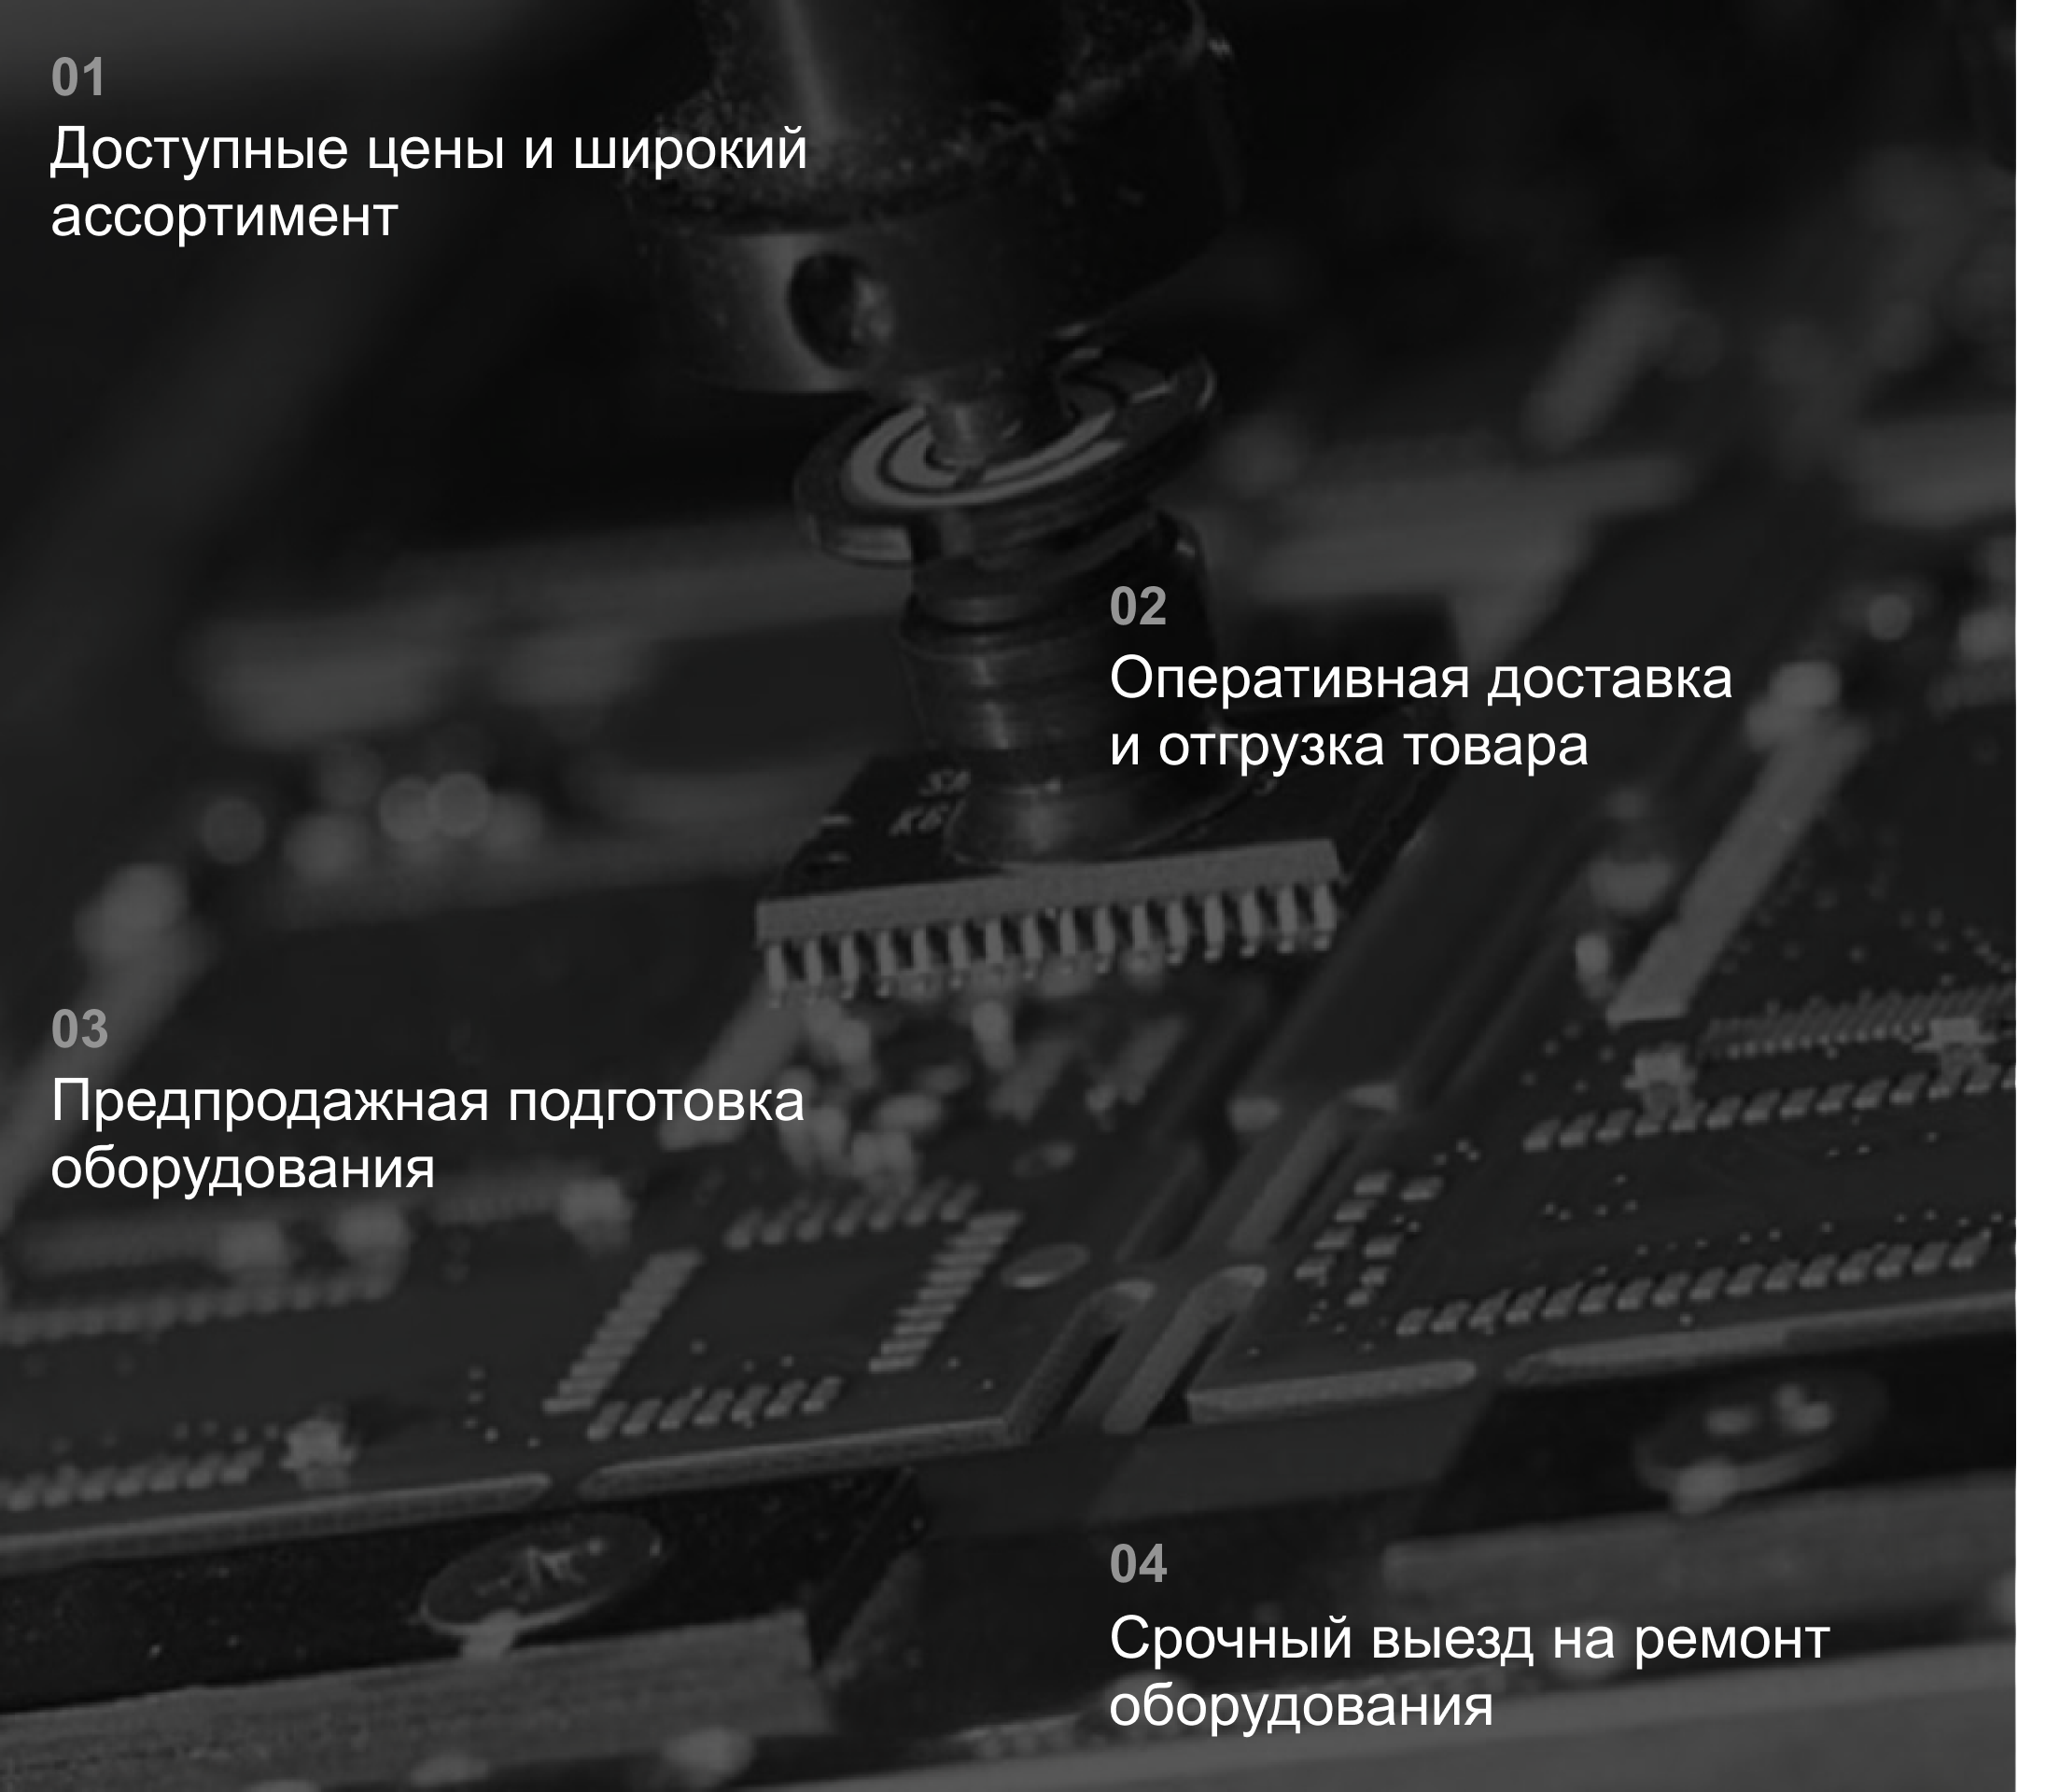 01
Доступные цены и широкий
ассортимент
02
Оперативная доставка
и отгрузка товара
03
Предпродажная подготовка
оборудования
04
Срочный выезд на ремонт
оборудования